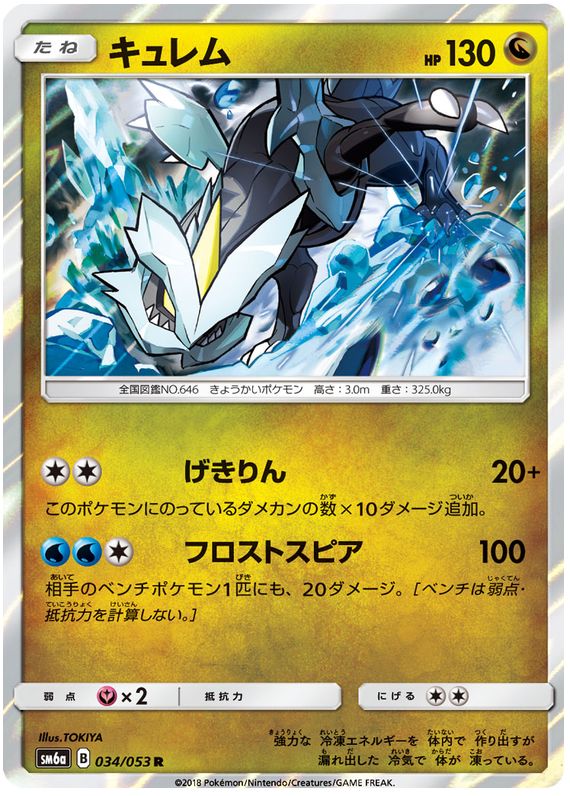 たね キュレム HP 130
全国図鑑NO.646 きょうかいポケモン 高さ：3.0m 重さ：325.0kg
げきりん 20+
このポケモンにのっているダメカンの数×10ダメージ追加。
フロストスピア 100
相手のベンチポケモン1匹にも、20ダメージ。［ベンチは弱点・
抵抗力を計算しない。］
弱点 ×2 抵抗力 にげる
Illus.TOKIYA
強力な 冷凍エネルギーを 体内で 作り出すが
漏れ出した 冷気で 体が 凍っている。
SM6a B 034/053 R
©2018 Pokémon/Nintendo/Creatures/GAME FREAK.